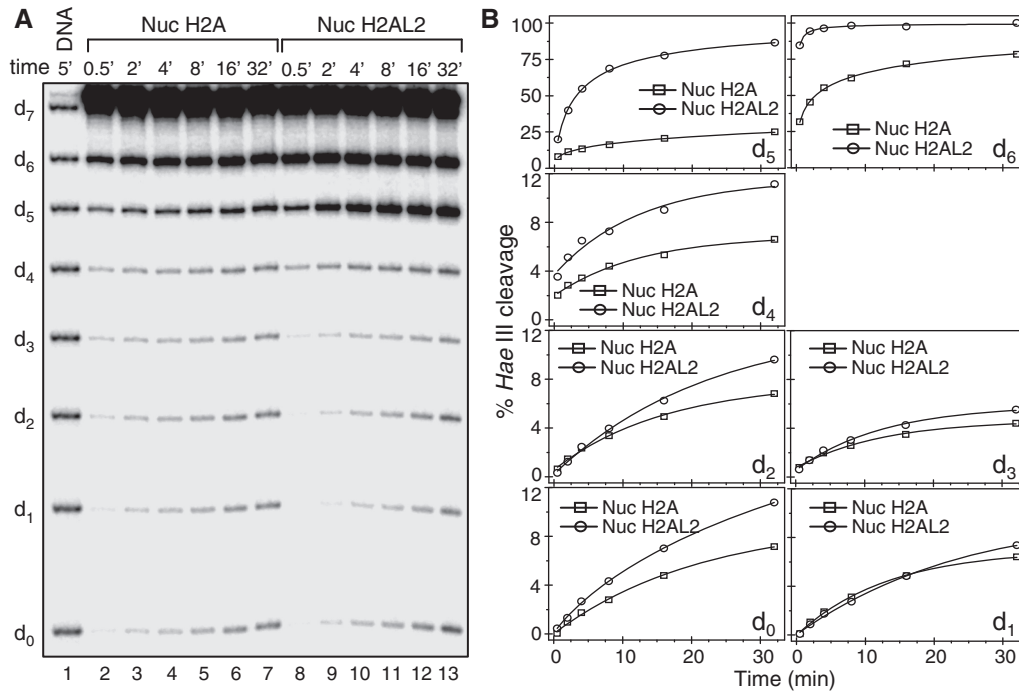 A
DNA
Nuc H2A
Nuc H2AL2
time 5' 0.5' 2' 4' 8' 16' 32' 0.5' 2' 4' 8' 16' 32'
d7
d6
d5
d4
d3
d2
d1
d0
1 2 3 4 5 6 7 8 9 10 11 12 13
B
% Hae III cleavage
100
75
50
25
0
Nuc H2A
Nuc H2AL2
d5
Nuc H2A
Nuc H2AL2
d6
12
8
4
0
Nuc H2A
Nuc H2AL2
d4
12
8
4
0
Nuc H2A
Nuc H2AL2
d2
Nuc H2A
Nuc H2AL2
d3
12
8
4
0
Nuc H2A
Nuc H2AL2
d0
Nuc H2A
Nuc H2AL2
d1
0 10 20 30
0 10 20 30
Time (min)